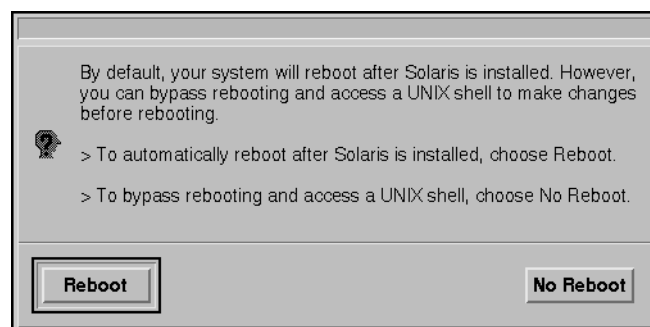 By default, your system will reboot after Solaris is installed. However,
you can bypass rebooting and access a UNIX shell to make changes
before rebooting.
> To automatically reboot after Solaris is installed, choose Reboot.
> To bypass rebooting and access a UNIX shell, choose No Reboot.
Reboot
No Reboot